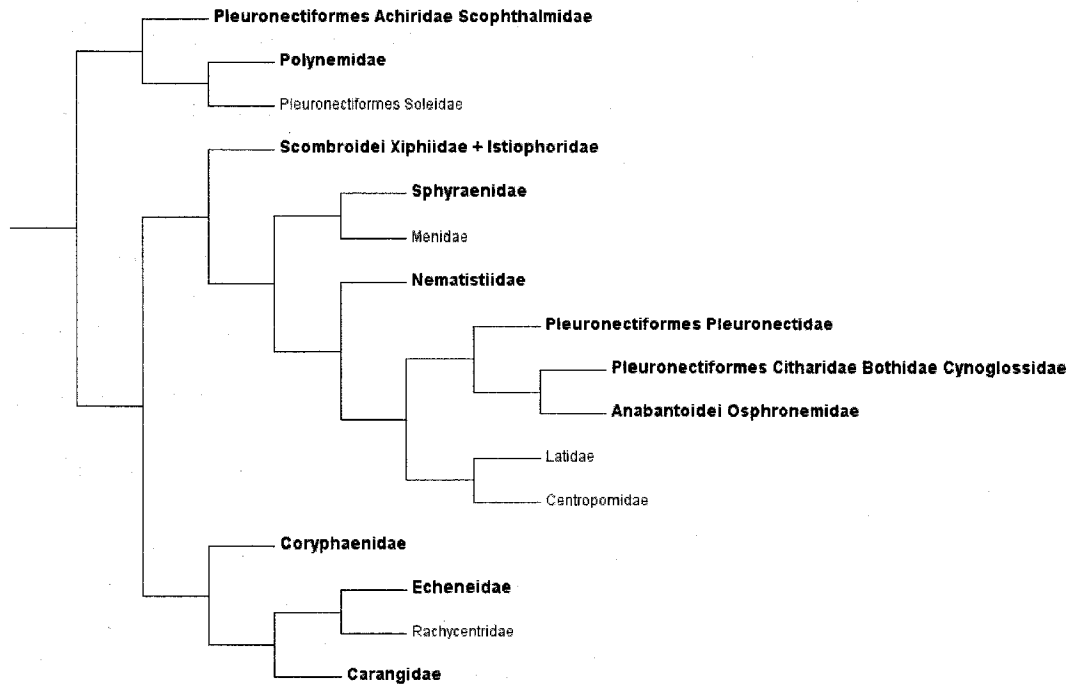 Pleuronectiformes Achiridae Scophthalmidae
Polynemidae
Pleuronectiformes Soleidae
Scombroidei Xiphiidae + Istiophoridae
Sphyraenidae
Menidae
Nematistiidae
Pleuronectiformes Pleuronectidae
Pleuronectiformes Citharidae Bothidae Cynoglossidae
Anabantoidei Osphronemidae
Latidae
Centropomidae
Coryphaenidae
Echeneidae
Rachycentridae
Carangidae